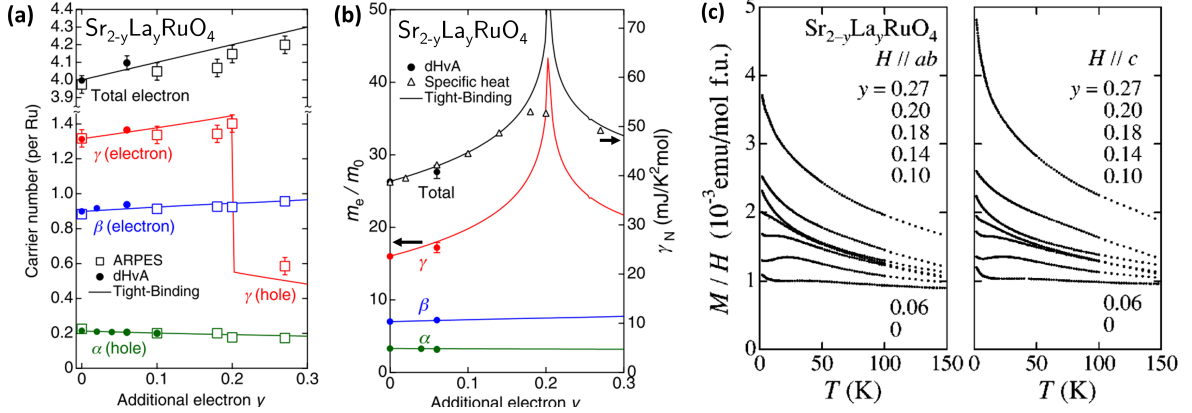 (a)
Sr2-yLayRuO4
4.4
4.3
4.2
4.1
4.0
3.9
3.8
Total electron
≈
≈
1.4
1.2
1.0
0.8
0.6
0.4
0.2
0
γ (electron)
β (electron)
ARPES
dHvA
Tight-Binding
γ (hole)
α (hole)
Carrier number (per Ru)
0
0.1
0.2
0.3
Additional electron y
(b)
Sr2-yLayRuO4
50
40
30
20
10
0
dHvA
Specific heat
Tight-Binding
Total
γ
β
α
me / m0
70
60
50
40
30
20
10
0
γN (mJ/K2mol)
0
0.1
0.2
0.3
Additional electron y
(c)
Sr2-yLayRuO4
H // ab
y = 0.27
0.20
0.18
0.14
0.10
0.06
0
H // c
y = 0.27
0.20
0.18
0.14
0.10
0.06
0
5
4
3
2
1
0
M / H (10-3emu/mol f.u.)
0
50
100
150
T (K)
0
50
100
150
T (K)